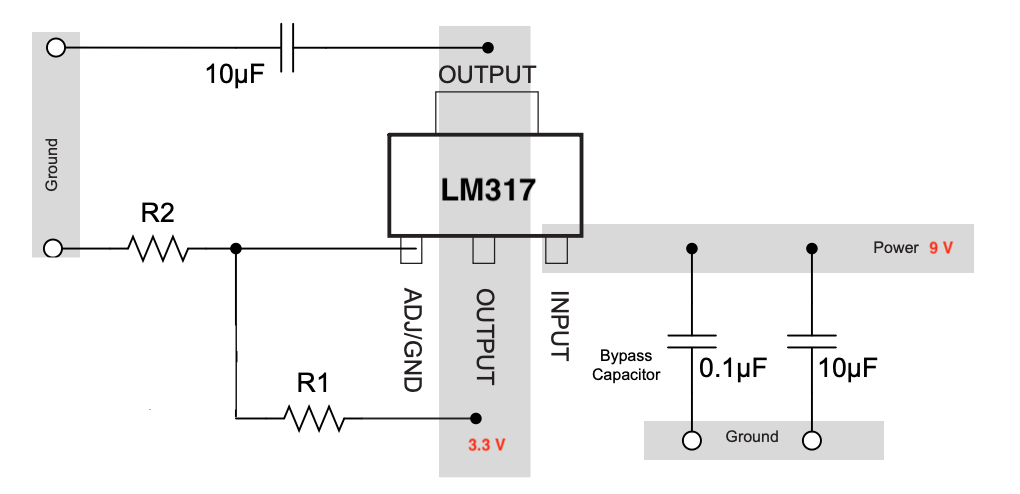 10µF
OUTPUT
Ground
LM317
R2
Power 9 V
ADJ/GND
OUTPUT
INPUT
Bypass
Capacitor
0.1µF
10µF
R1
3.3 V
Ground